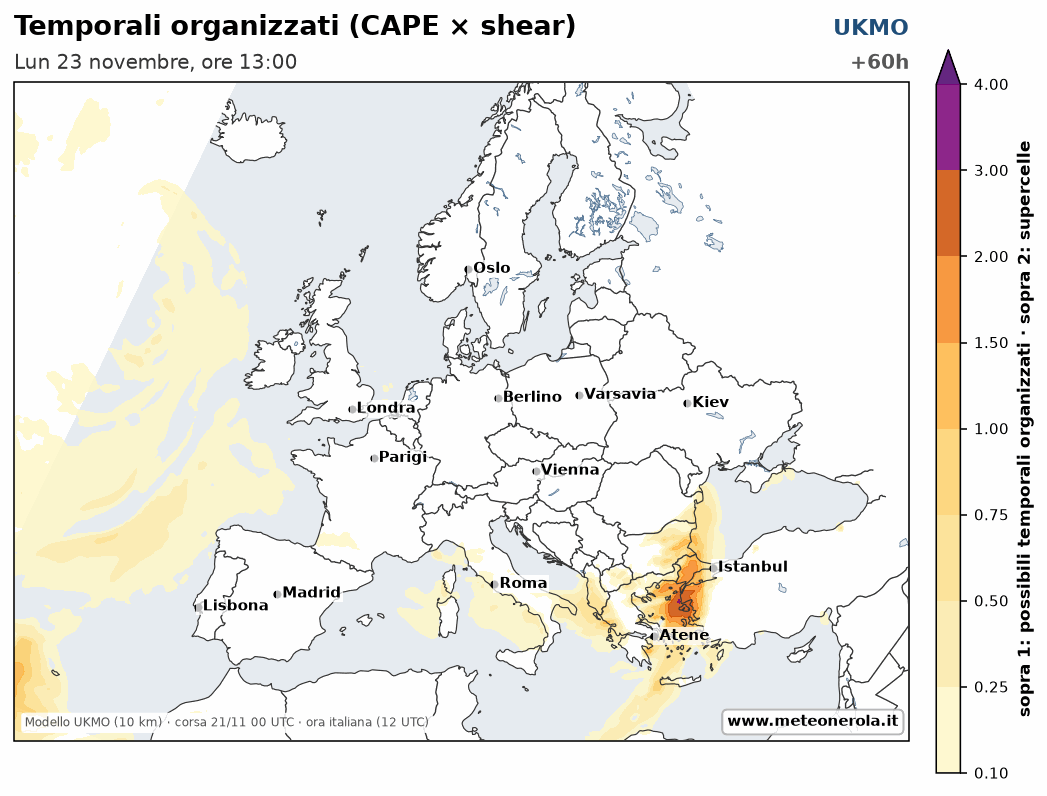 Temporali organizzati (CAPE × shear)
UKMO
Lun 23 novembre, ore 13:00
+60h
4.00
3.00
2.00
1.50
1.00
0.75
0.50
0.25
0.10
sopra 1: possibili temporali organizzati · sopra 2: supercelle
Oslo
Londra
Berlino
Varsavia
Kiev
Parigi
Vienna
Istanbul
Roma
Madrid
Lisbona
Atene
Modello UKMO (10 km) · corsa 21/11 00 UTC · ora italiana (12 UTC)
www.meteonerola.it